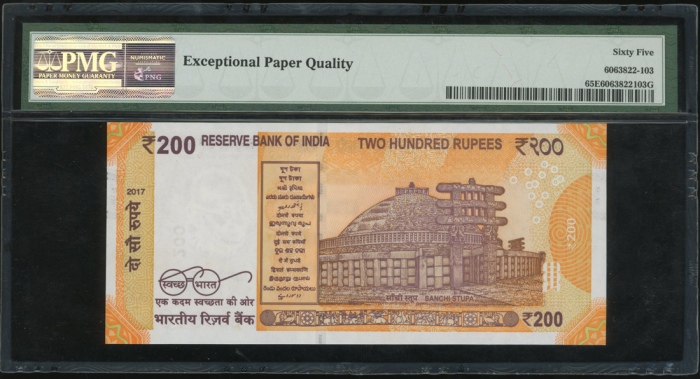 PMG
PAPER MONEY GUARANTY
NUMISMATIC
PNG
Exceptional Paper Quality
Sixty Five
6063822-103
65E6063822103G
₹200 RESERVE BANK OF INDIA TWO HUNDRED RUPEES ₹२००
2017
दो सौ रुपये
₹200
स्वच्छ भारत
एक कदम स्वच्छता की ओर
भारतीय रिज़र्व बैंक
साँची स्तूप SANCHI STUPA
₹200